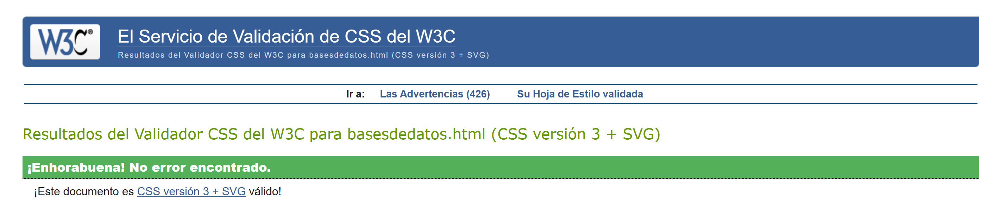 W3C®
El Servicio de Validación de CSS del W3C
Resultados del Validador CSS del W3C para basesdedatos.html (CSS versión 3 + SVG)
Ir a: Las Advertencias (426) Su Hoja de Estilo validada
Resultados del Validador CSS del W3C para basesdedatos.html (CSS versión 3 + SVG)
¡Enhorabuena! No error encontrado.
¡Este documento es CSS versión 3 + SVG válido!